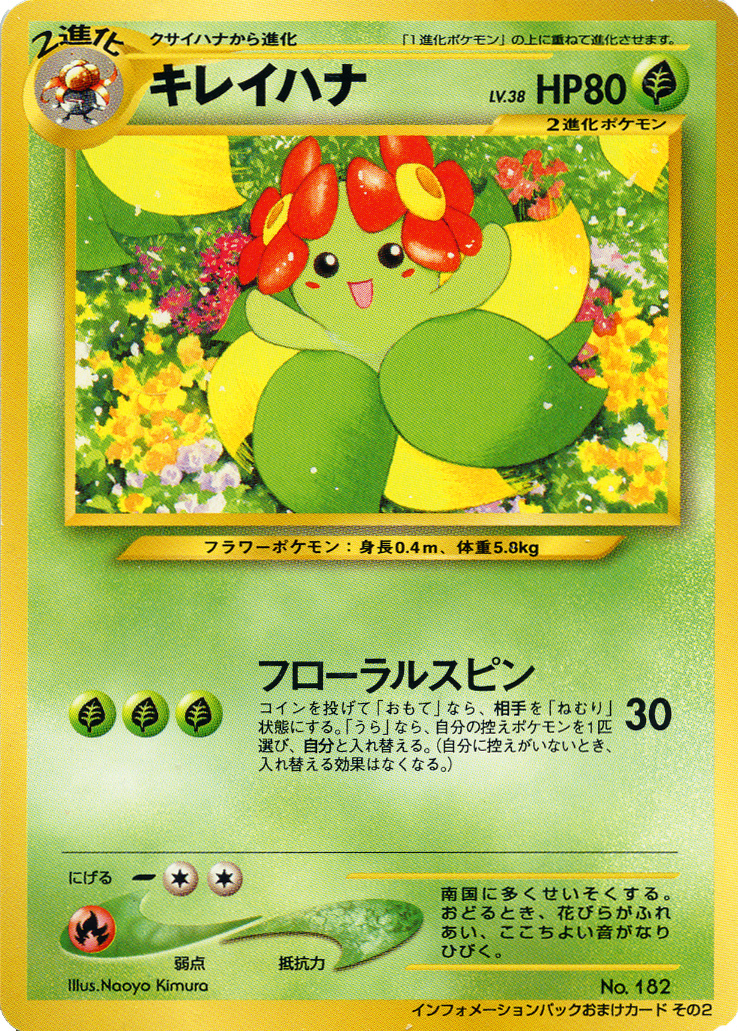 2進化
クサイハナから進化
「1進化ポケモン」の上に重ねて進化させます。
キレイハナ
LV.38 HP80
2進化ポケモン
フラワーポケモン：身長0.4m、体重5.8kg
フローラルスピン
コインを投げて「おもて」なら、相手を「ねむり」
状態にする。「うら」なら、自分の控えポケモンを1匹
選び、自分と入れ替える。（自分に控えがいないとき、
入れ替える効果はなくなる。）
30
にげる
弱点
抵抗力
南国に多くせいそくする。
おどるとき、花びらがふれ
あい、ここちよい音がなり
ひびく。
Illus.Naoyo Kimura
No. 182
インフォメーションパックおまけカード その2